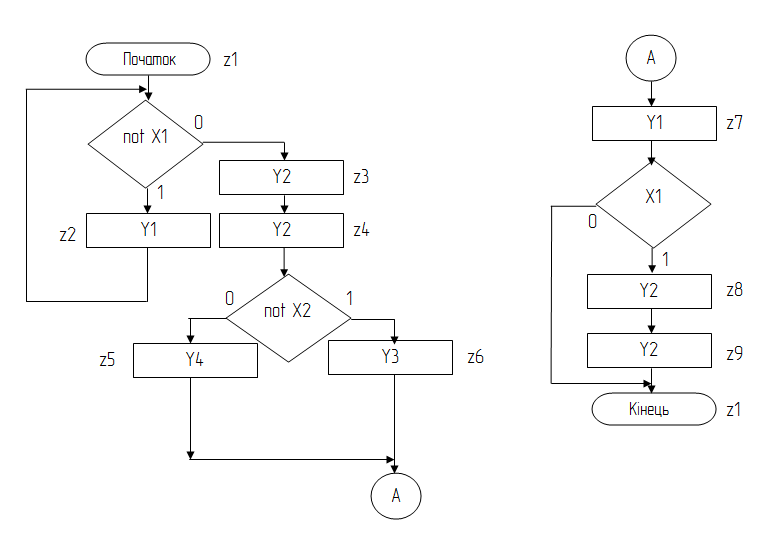 Початок z1
not X1
0
1
Y2 z3
z2 Y1
Y2 z4
not X2
0
1
z5 Y4
Y3 z6
A
A
Y1 z7
X1
0
1
Y2 z8
Y2 z9
Кінець z1